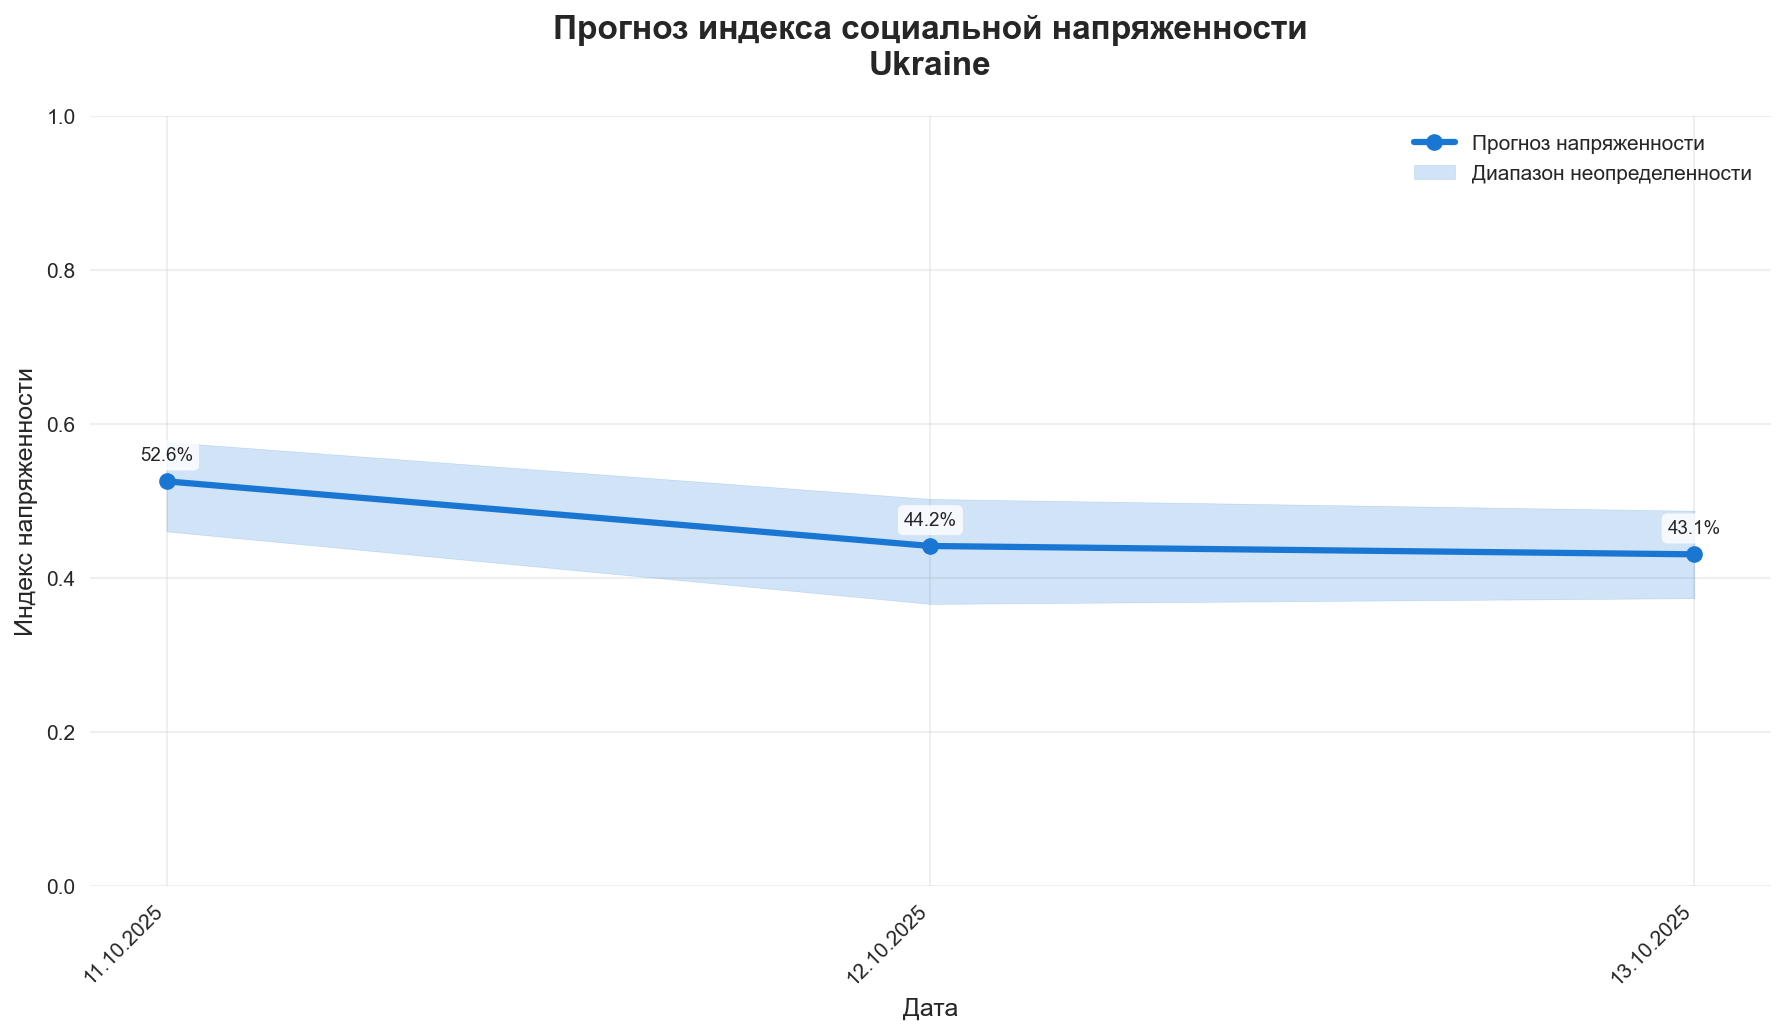 Прогноз индекса социальной напряженности
Ukraine
Прогноз напряженности
Диапазон неопределенности
Индекс напряженности
1.0
0.8
0.6
0.4
0.2
0.0
52.6%
44.2%
43.1%
11.10.2025
12.10.2025
13.10.2025
Дата